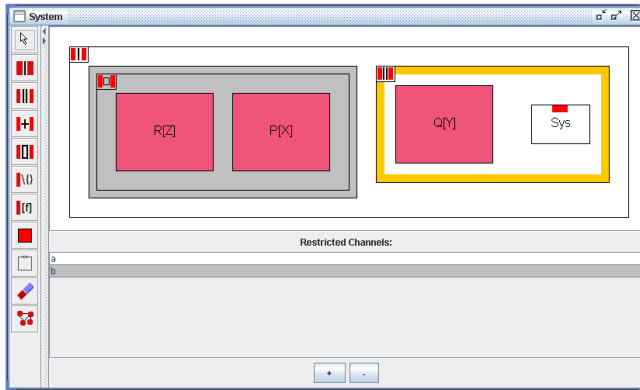 System
R[Z]
P[X]
Q[Y]
Sys
\{}
[f]
Restricted Channels:
a
b
+ -